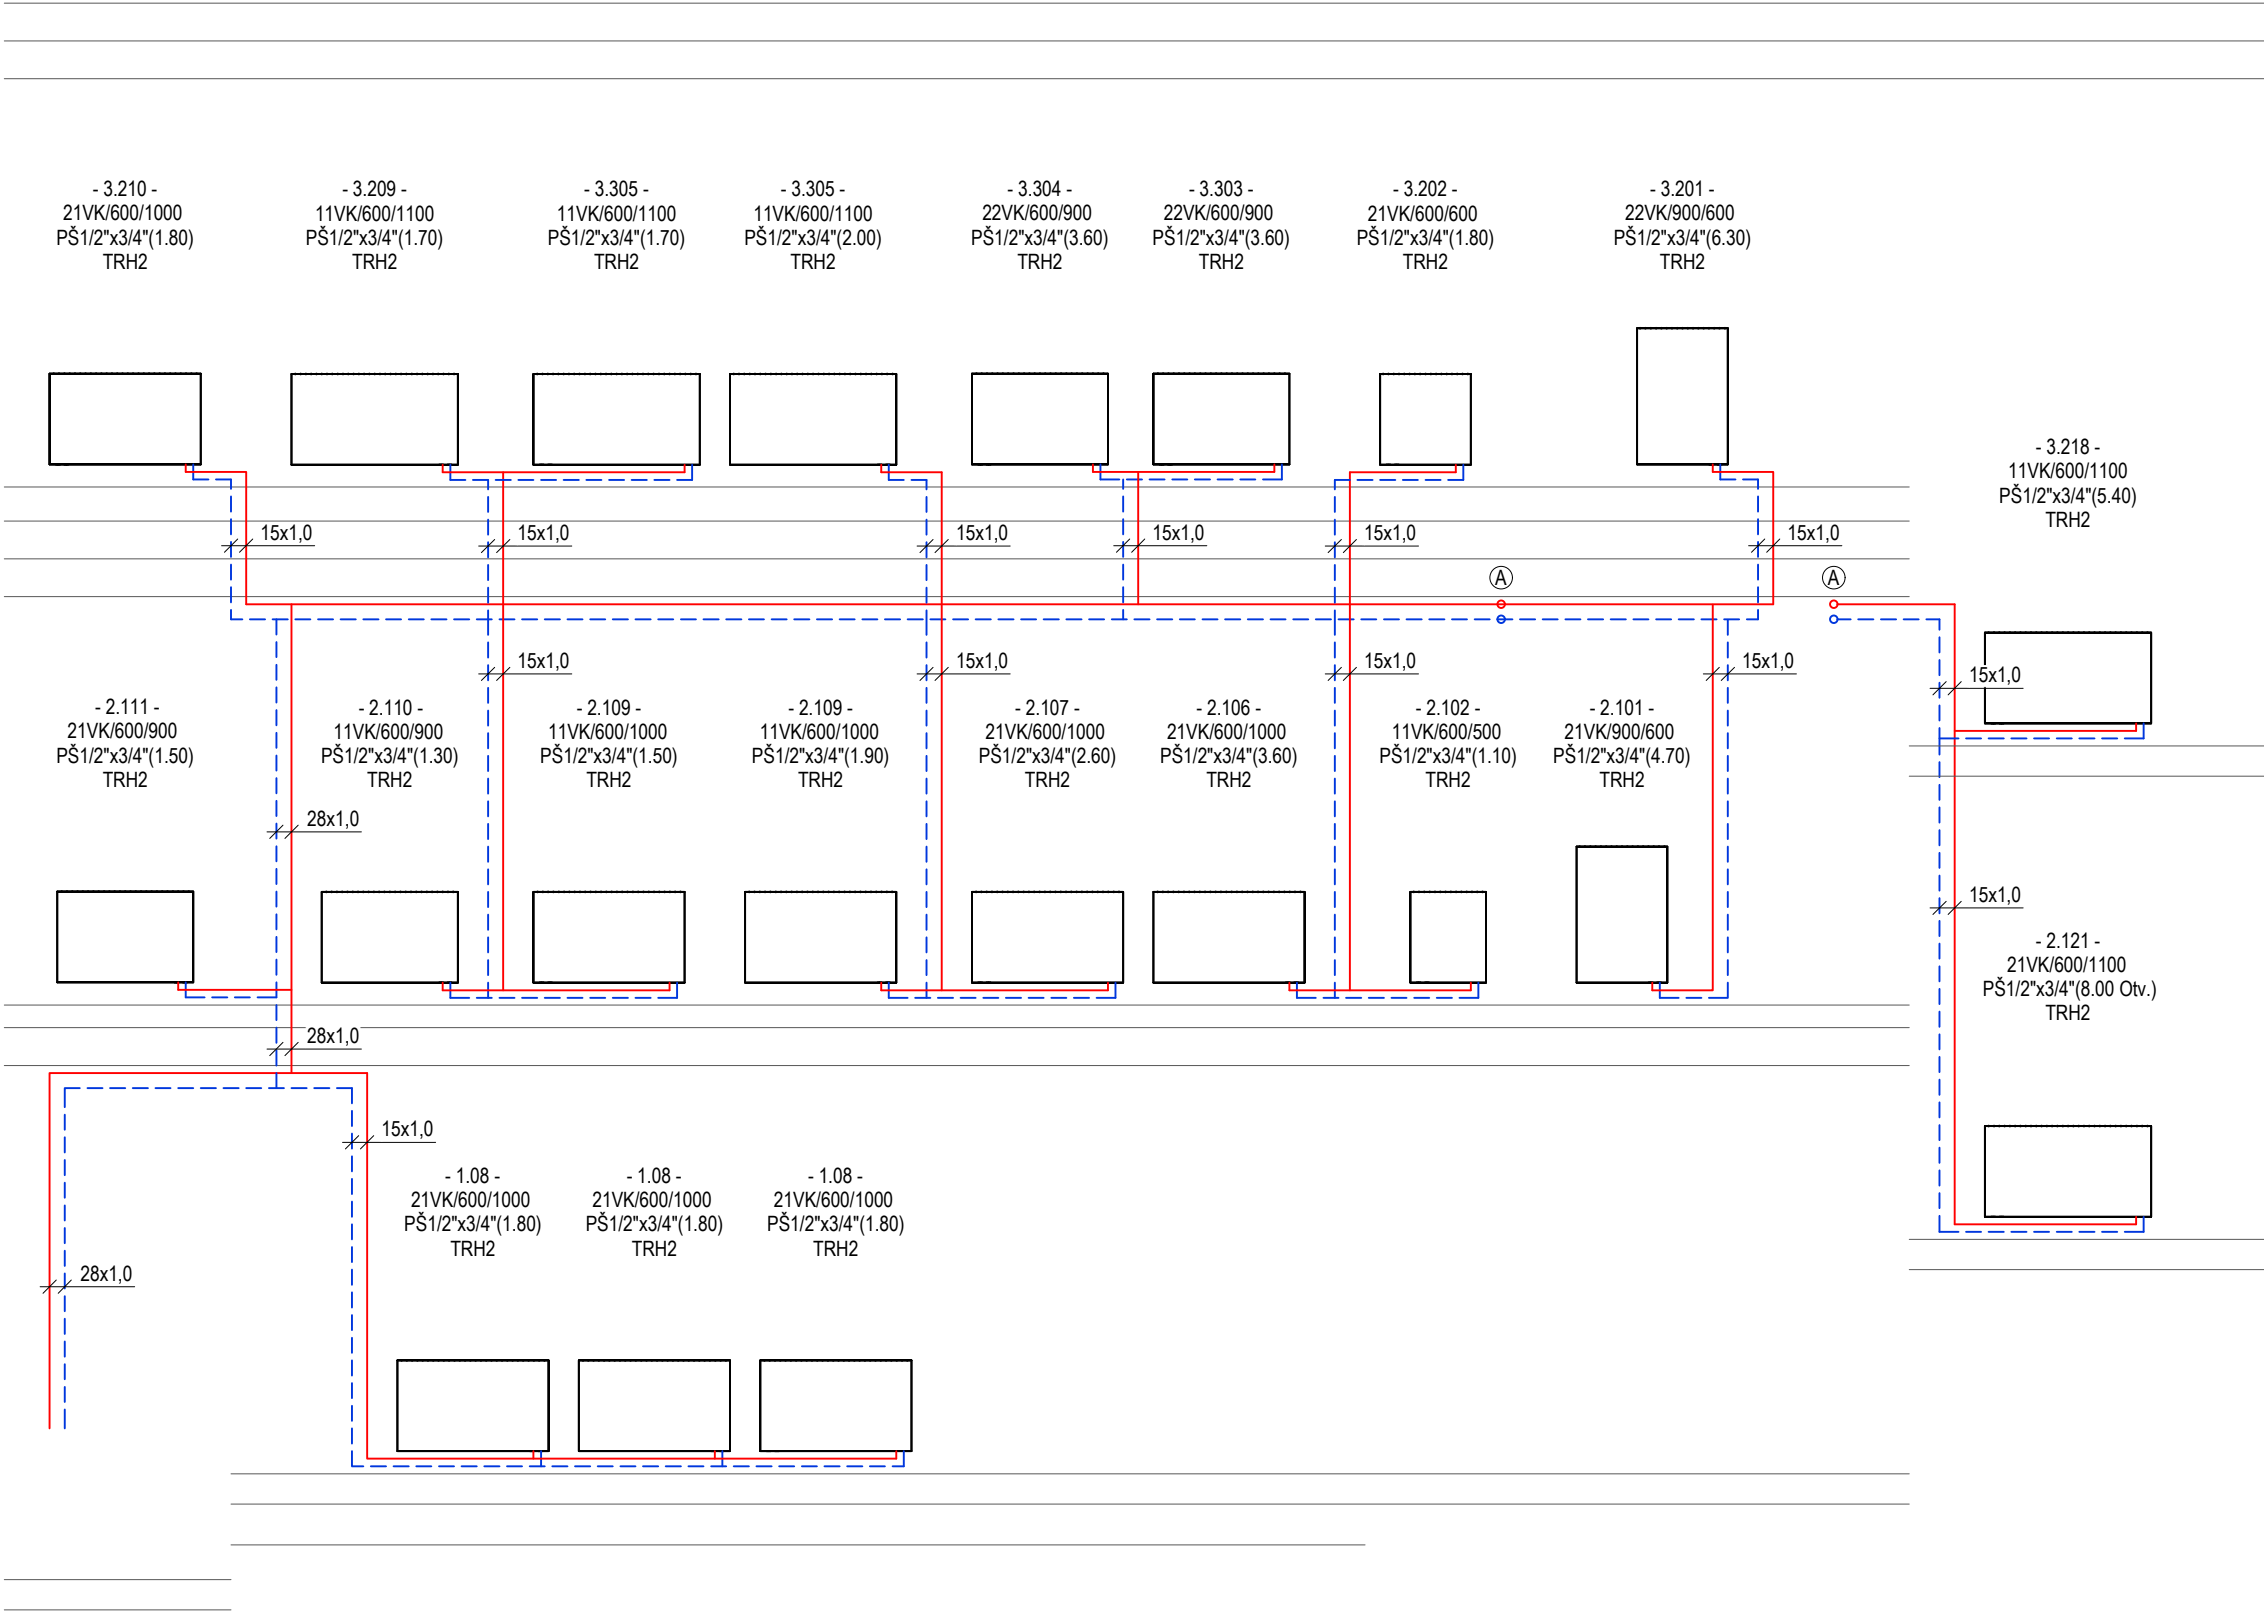 - 3.210 -
21VK/600/1000
PŠ1/2"x3/4"(1.80)
TRH2
- 3.209 -
11VK/600/1100
PŠ1/2"x3/4"(1.70)
TRH2
- 3.305 -
11VK/600/1100
PŠ1/2"x3/4"(1.70)
TRH2
- 3.305 -
11VK/600/1100
PŠ1/2"x3/4"(2.00)
TRH2
- 3.304 -
22VK/600/900
PŠ1/2"x3/4"(3.60)
TRH2
- 3.303 -
22VK/600/900
PŠ1/2"x3/4"(3.60)
TRH2
- 3.202 -
21VK/600/600
PŠ1/2"x3/4"(1.80)
TRH2
- 3.201 -
22VK/900/600
PŠ1/2"x3/4"(6.30)
TRH2
- 3.218 -
11VK/600/1100
PŠ1/2"x3/4"(5.40)
TRH2
15x1,0
15x1,0
15x1,0
15x1,0
15x1,0
15x1,0
A
A
15x1,0
15x1,0
15x1,0
15x1,0
15x1,0
- 2.111 -
21VK/600/900
PŠ1/2"x3/4"(1.50)
TRH2
- 2.110 -
11VK/600/900
PŠ1/2"x3/4"(1.30)
TRH2
- 2.109 -
11VK/600/1000
PŠ1/2"x3/4"(1.50)
TRH2
- 2.109 -
11VK/600/1000
PŠ1/2"x3/4"(1.90)
TRH2
- 2.107 -
21VK/600/1000
PŠ1/2"x3/4"(2.60)
TRH2
- 2.106 -
21VK/600/1000
PŠ1/2"x3/4"(3.60)
TRH2
- 2.102 -
11VK/600/500
PŠ1/2"x3/4"(1.10)
TRH2
- 2.101 -
21VK/900/600
PŠ1/2"x3/4"(4.70)
TRH2
28x1,0
15x1,0
- 2.121 -
21VK/600/1100
PŠ1/2"x3/4"(8.00 Otv.)
TRH2
28x1,0
15x1,0
- 1.08 -
21VK/600/1000
PŠ1/2"x3/4"(1.80)
TRH2
- 1.08 -
21VK/600/1000
PŠ1/2"x3/4"(1.80)
TRH2
- 1.08 -
21VK/600/1000
PŠ1/2"x3/4"(1.80)
TRH2
28x1,0